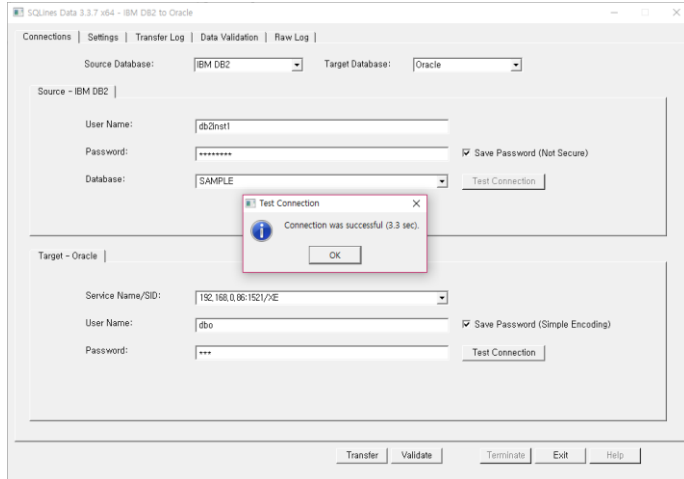 SQLines Data 3.3.7 x64 - IBM DB2 to Oracle
Connections | Settings | Transfer Log | Data Validation | Raw Log |
Source Database: IBM DB2 Target Database: Oracle
Source - IBM DB2 |
User Name: db2inst1
Password: ******** Save Password (Not Secure)
Database: SAMPLE Test Connection
Test Connection
Connection was successful (3.3 sec).
OK
Target - Oracle |
Service Name/SID: 192.168.0.86:1521/XE
User Name: dbo Save Password (Simple Encoding)
Password: *** Test Connection
Transfer Validate Terminate Exit Help